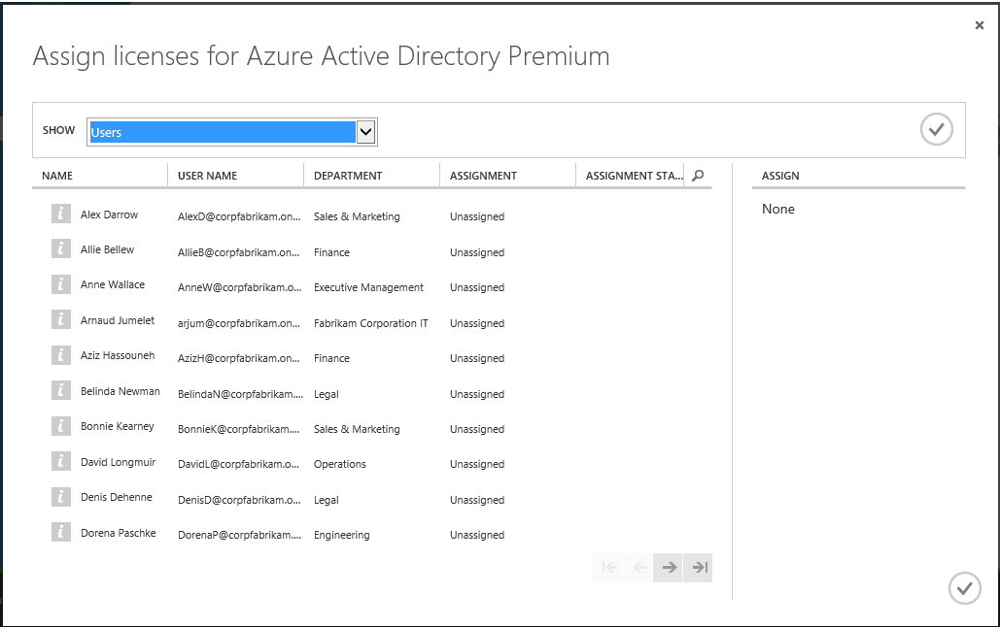 Assign licenses for Azure Active Directory Premium
SHOW Users
NAME USER NAME DEPARTMENT ASSIGNMENT ASSIGNMENT STA... ASSIGN
None
i Alex Darrow AlexD@corpfabrikam.on... Sales & Marketing Unassigned
i Allie Bellew AllieB@corpfabrikam.on... Finance Unassigned
i Anne Wallace AnneW@corpfabrikam.o... Executive Management Unassigned
i Arnaud Jumelet arjum@corpfabrikam.on... Fabrikam Corporation IT Unassigned
i Aziz Hassouneh AzizH@corpfabrikam.on... Finance Unassigned
i Belinda Newman BelindaN@corpfabrikam.... Legal Unassigned
i Bonnie Kearney BonnieK@corpfabrikam.... Sales & Marketing Unassigned
i David Longmuir DavidL@corpfabrikam.o... Operations Unassigned
i Denis Dehenne DenisD@corpfabrikam.o... Legal Unassigned
i Dorena Paschke DorenaP@corpfabrikam.... Engineering Unassigned